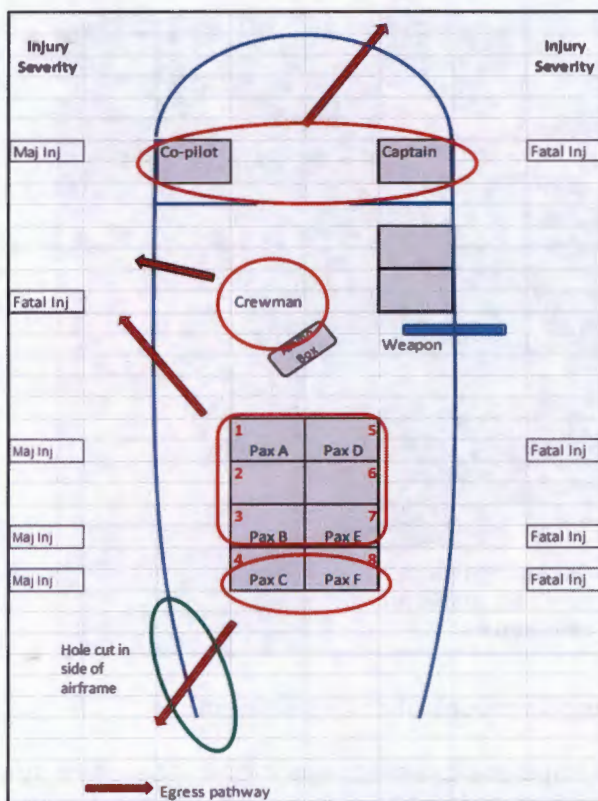 Injury
Severity
Injury
Severity
Maj Inj
Co-pilot
Captain
Fatal Inj
Fatal Inj
Crewman
Box
Weapon
Maj Inj
1
Pax A
5
Pax D
Fatal Inj
2
6
Maj Inj
3
Pax B
7
Pax E
Fatal Inj
Maj Inj
4
Pax C
8
Pax F
Fatal Inj
Hole cut in
side of
airframe
Egress pathway